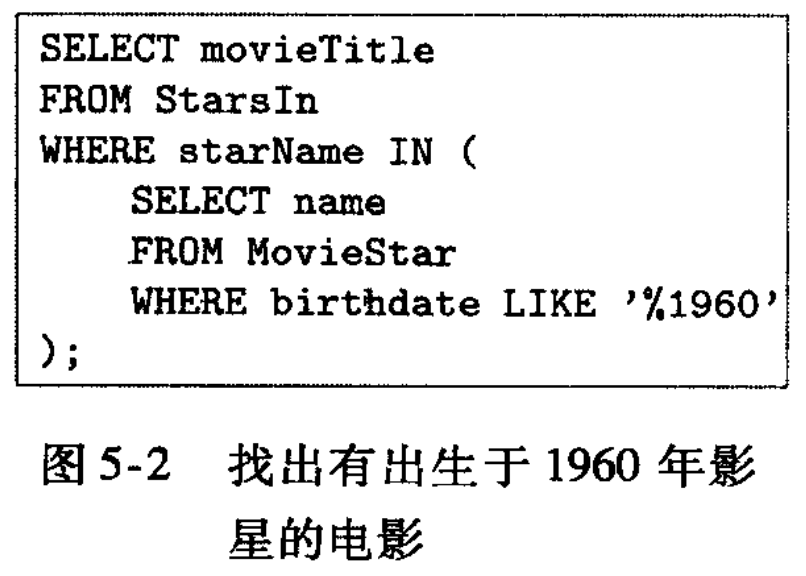 SELECT movieTitle
FROM StarsIn
WHERE starName IN (
SELECT name
FROM MovieStar
WHERE birthdate LIKE '%1960'
);
图 5-2 找出有出生于 1960 年影
星的电影